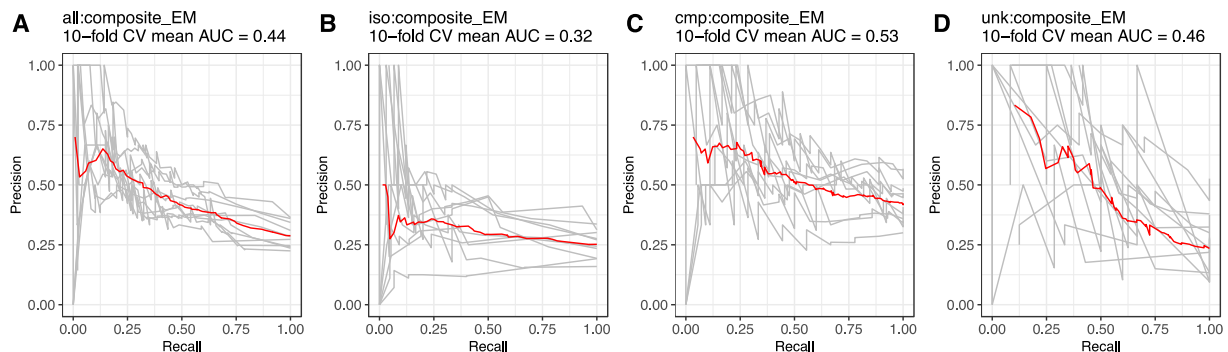 A
all:composite_EM
10−fold CV mean AUC = 0.44
Precision
1.00
0.75
0.50
0.25
0.00
0.00 0.25 0.50 0.75 1.00
Recall
B
iso:composite_EM
10−fold CV mean AUC = 0.32
Precision
1.00
0.75
0.50
0.25
0.00
0.00 0.25 0.50 0.75 1.00
Recall
C
cmp:composite_EM
10−fold CV mean AUC = 0.53
Precision
1.00
0.75
0.50
0.25
0.00
0.00 0.25 0.50 0.75 1.00
Recall
D
unk:composite_EM
10−fold CV mean AUC = 0.46
Precision
1.00
0.75
0.50
0.25
0.00
0.00 0.25 0.50 0.75 1.00
Recall